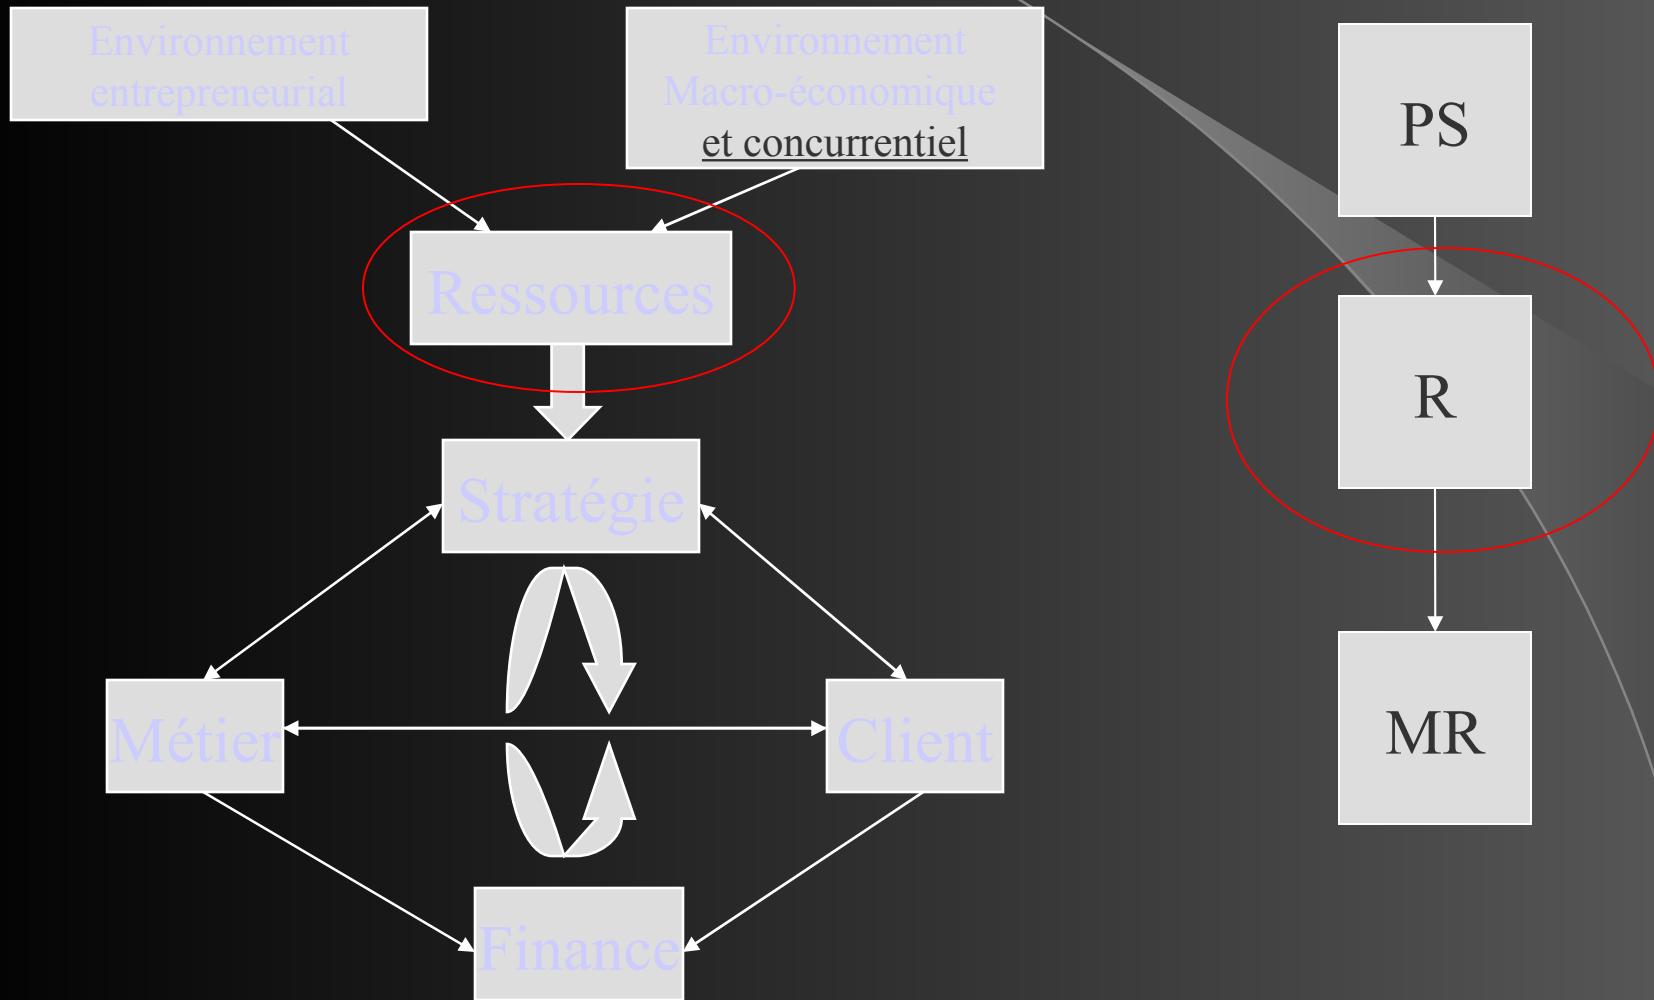 Environnement
entrepreneurial
Environnement
Macro-économique
et concurrentiel
Ressources
Stratégie
Métier
Client
Finance
PS
R
MR